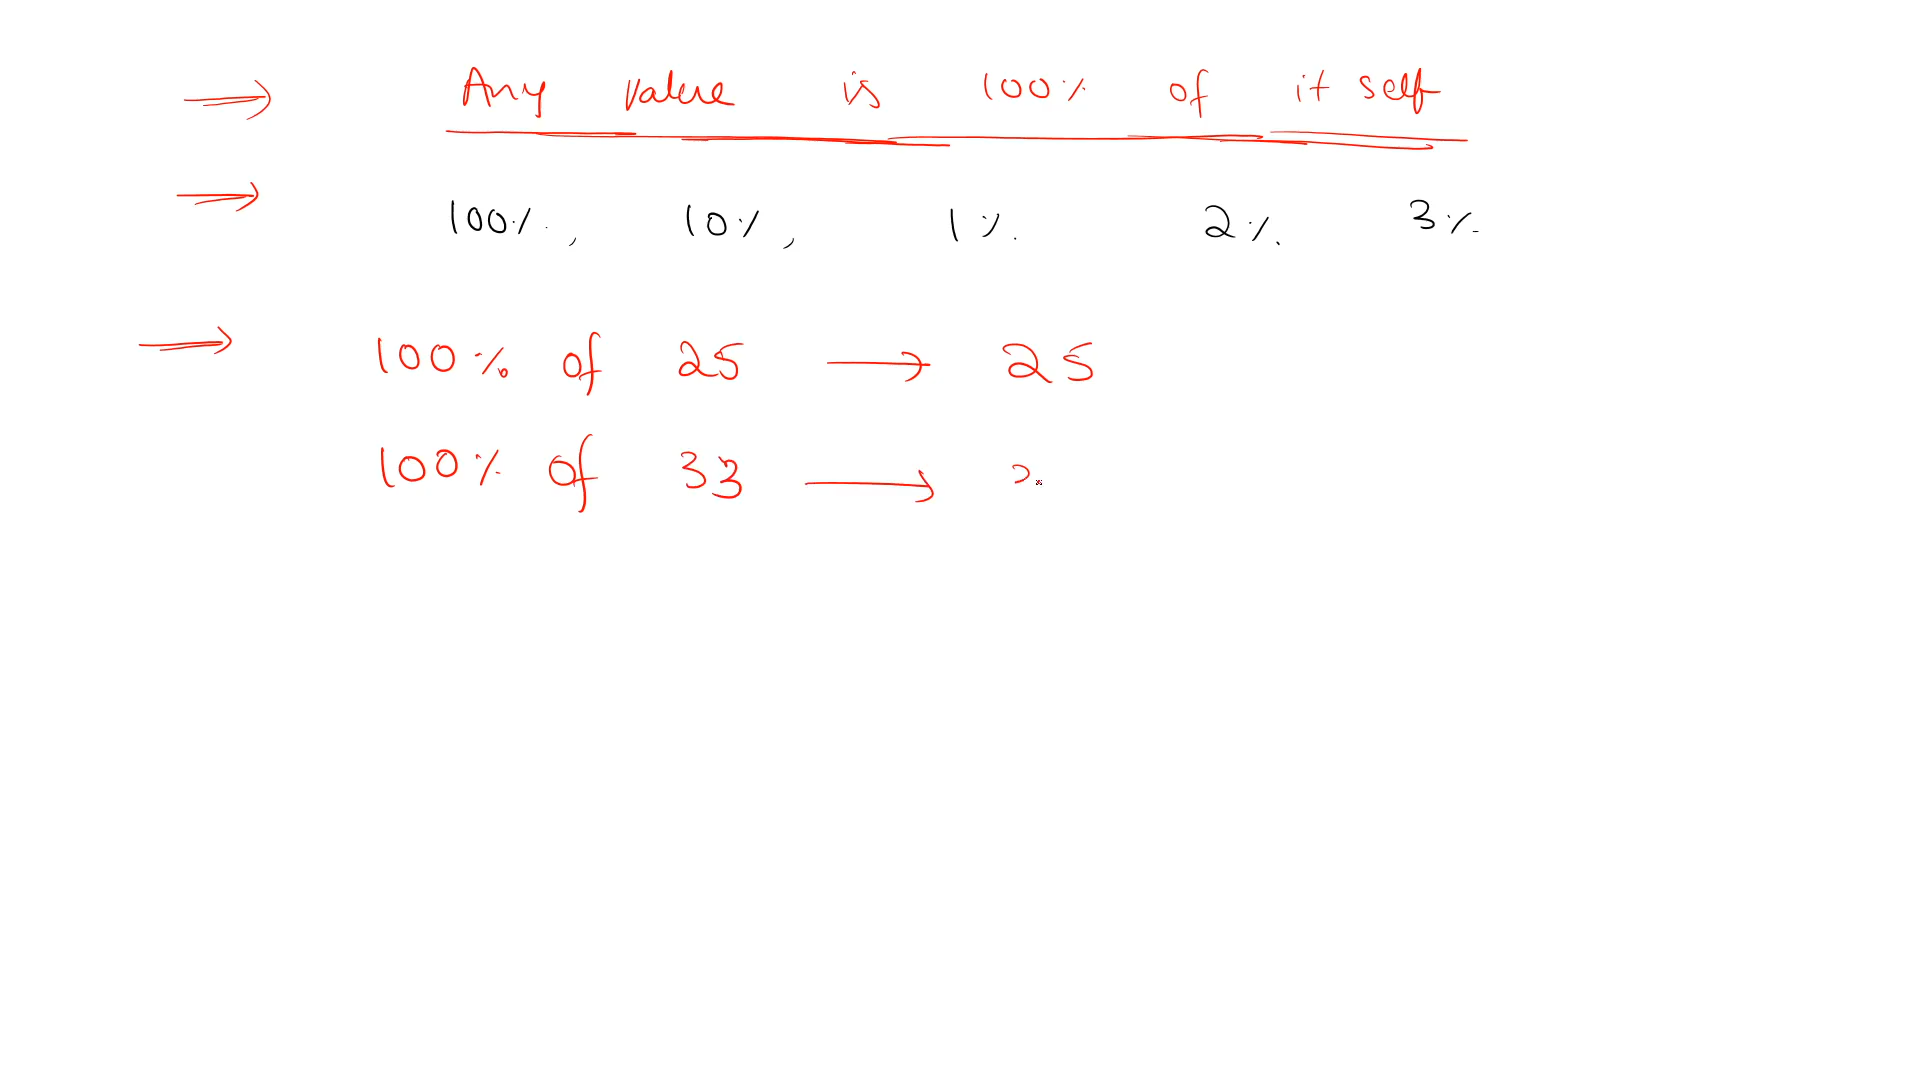 ⇒ Any value is 100% of it self
⇒ 100%, 10%, 1% 2% 3%
⇒ 100% of 25 → 25
100% of 33 →